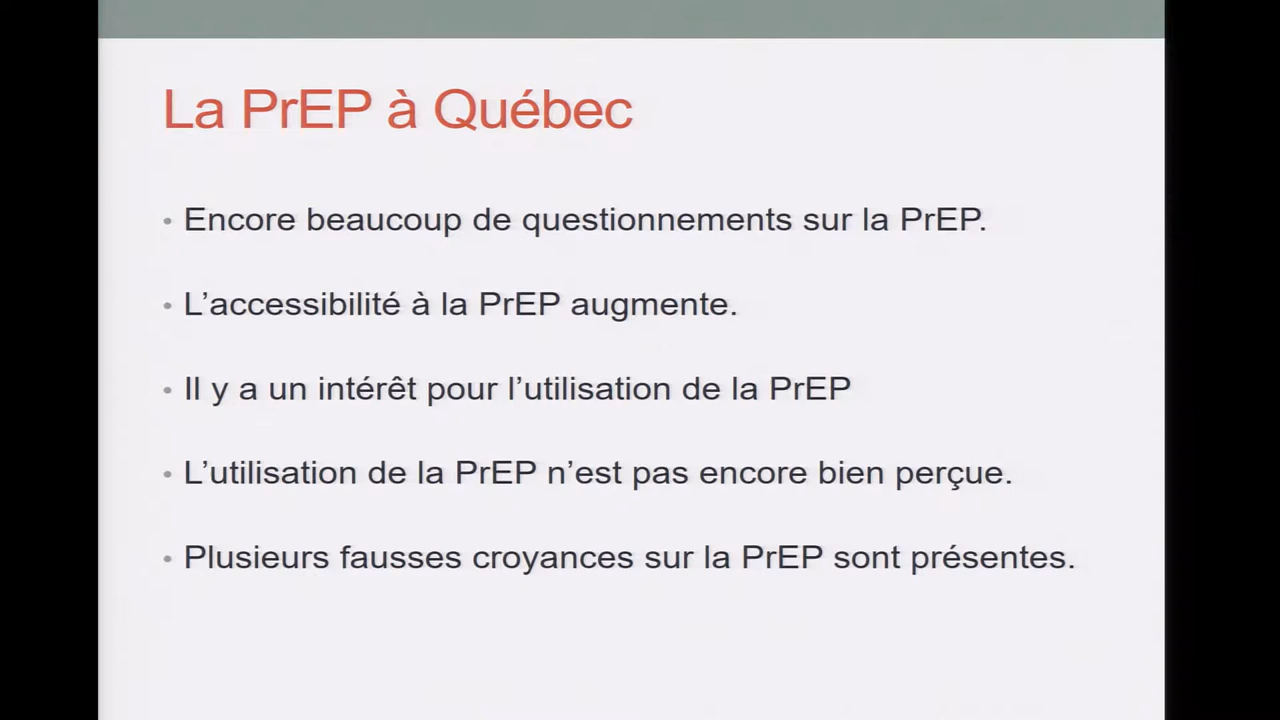 La PrEP à Québec
• Encore beaucoup de questionnements sur la PrEP.
• L’accessibilité à la PrEP augmente.
• Il y a un intérêt pour l’utilisation de la PrEP
• L’utilisation de la PrEP n’est pas encore bien perçue.
• Plusieurs fausses croyances sur la PrEP sont présentes.